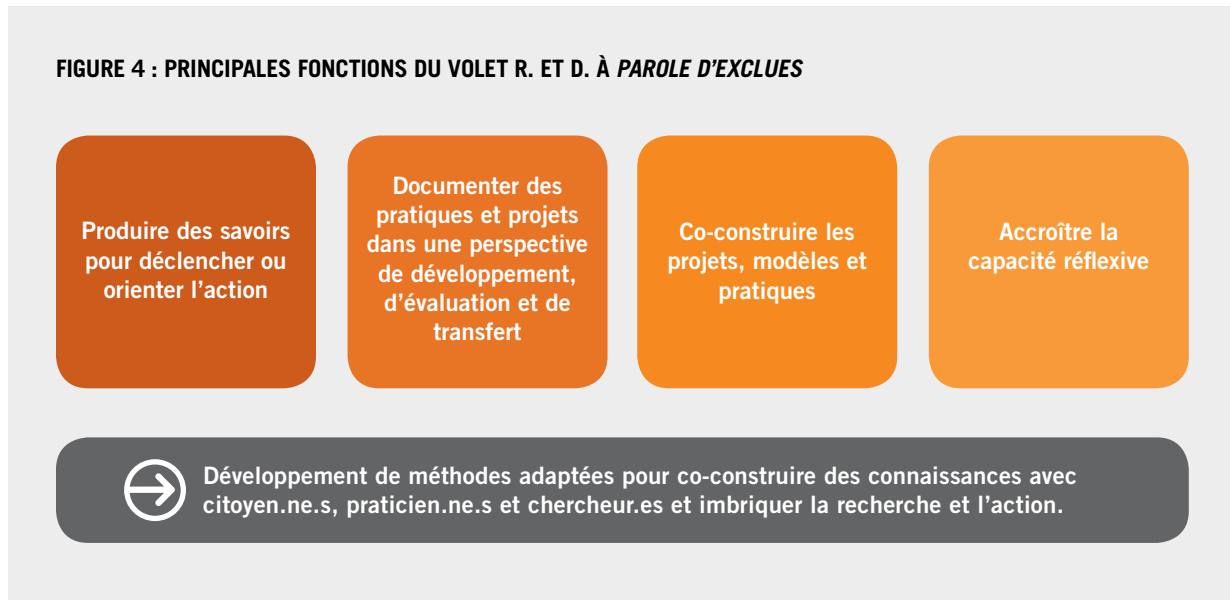 FIGURE 4 : PRINCIPALES FONCTIONS DU VOLET R. ET D. À PAROLE D'EXCLUES
Produire des savoirs
pour déclencher ou
orienter l'action
Documenter des
pratiques et projets
dans une perspective
de développement,
d'évaluation et de
transfert
Co-construire les
projets, modèles et
pratiques
Accroître la
capacité réflexive
Développement de méthodes adaptées pour co-construire des connaissances avec
citoyen.ne.s, praticien.ne.s et chercheur.es et imbriquer la recherche et l'action.